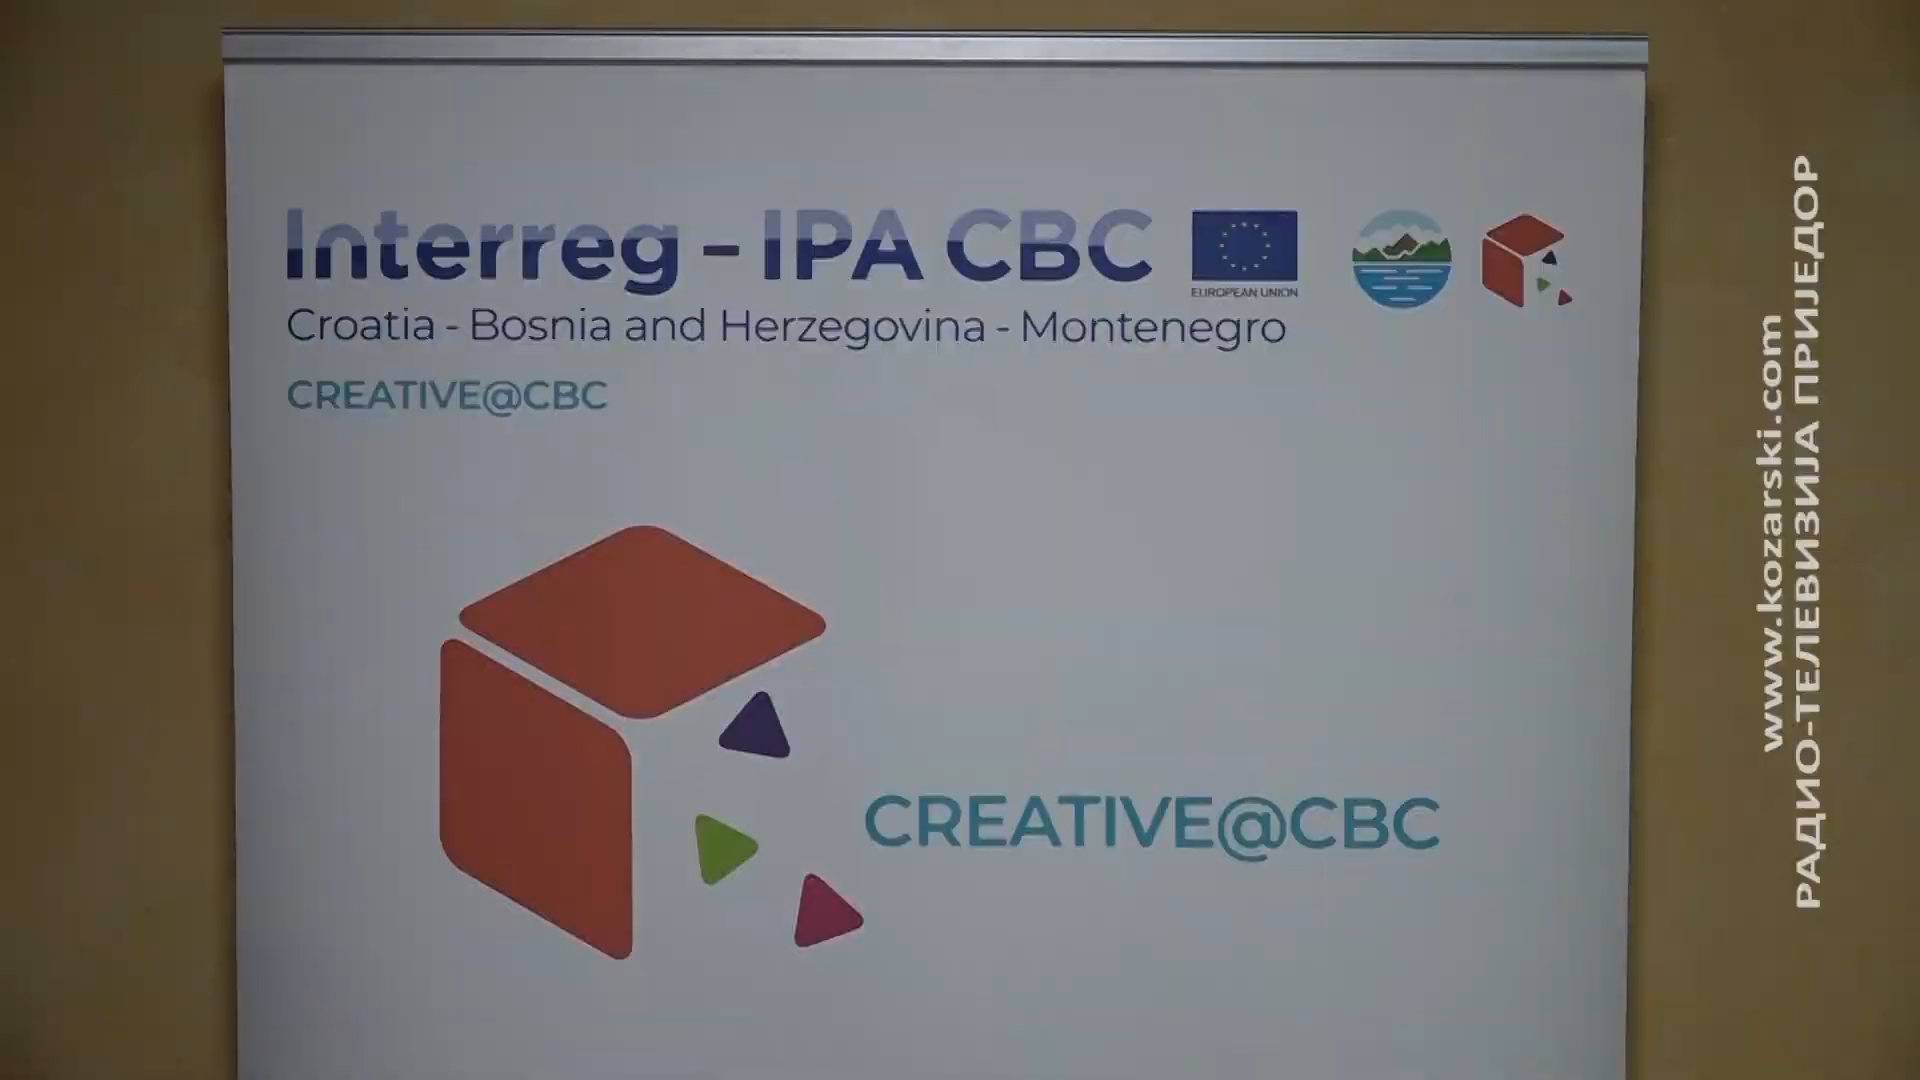 Interreg - IPA CBC
EUROPEAN UNION
Croatia - Bosnia and Herzegovina - Montenegro
CREATIVE@CBC
CREATIVE@CBC
www.kozarski.com
РАДИО-ТЕЛЕВИЗИЈА ПРИЈЕДОР